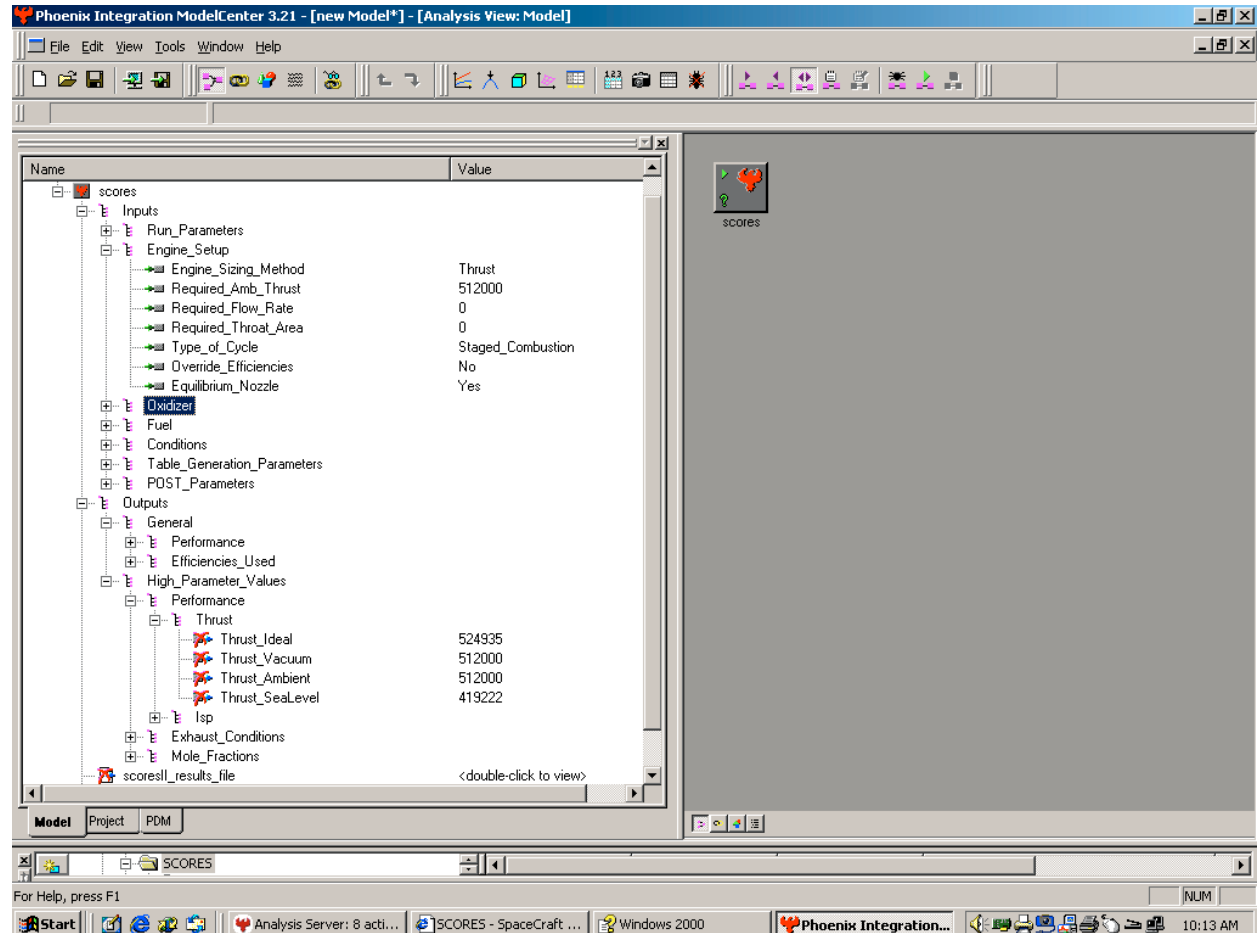 Phoenix Integration ModelCenter 3.21 - [new Model*] - [Analysis View: Model]
File Edit View Tools Window Help
Name Value
scores
Inputs
Run_Parameters
Engine_Setup
Engine_Sizing_Method Thrust
Required_Amb_Thrust 512000
Required_Flow_Rate 0
Required_Throat_Area 0
Type_of_Cycle Staged_Combustion
Override_Efficiencies No
Equilibrium_Nozzle Yes
Oxidizer
Fuel
Conditions
Table_Generation_Parameters
POST_Parameters
Outputs
General
Performance
Efficiencies_Used
High_Parameter_Values
Performance
Thrust
Thrust_Ideal 524935
Thrust_Vacuum 512000
Thrust_Ambient 512000
Thrust_SeaLevel 419222
Isp
Exhaust_Conditions
Mole_Fractions
scoresII_results_file <double-click to view>
Model Project PDM
scores
SCORES
For Help, press F1
NUM
Start Analysis Server: 8 acti... SCORES - SpaceCraft ... Windows 2000 Phoenix Integration... 10:13 AM